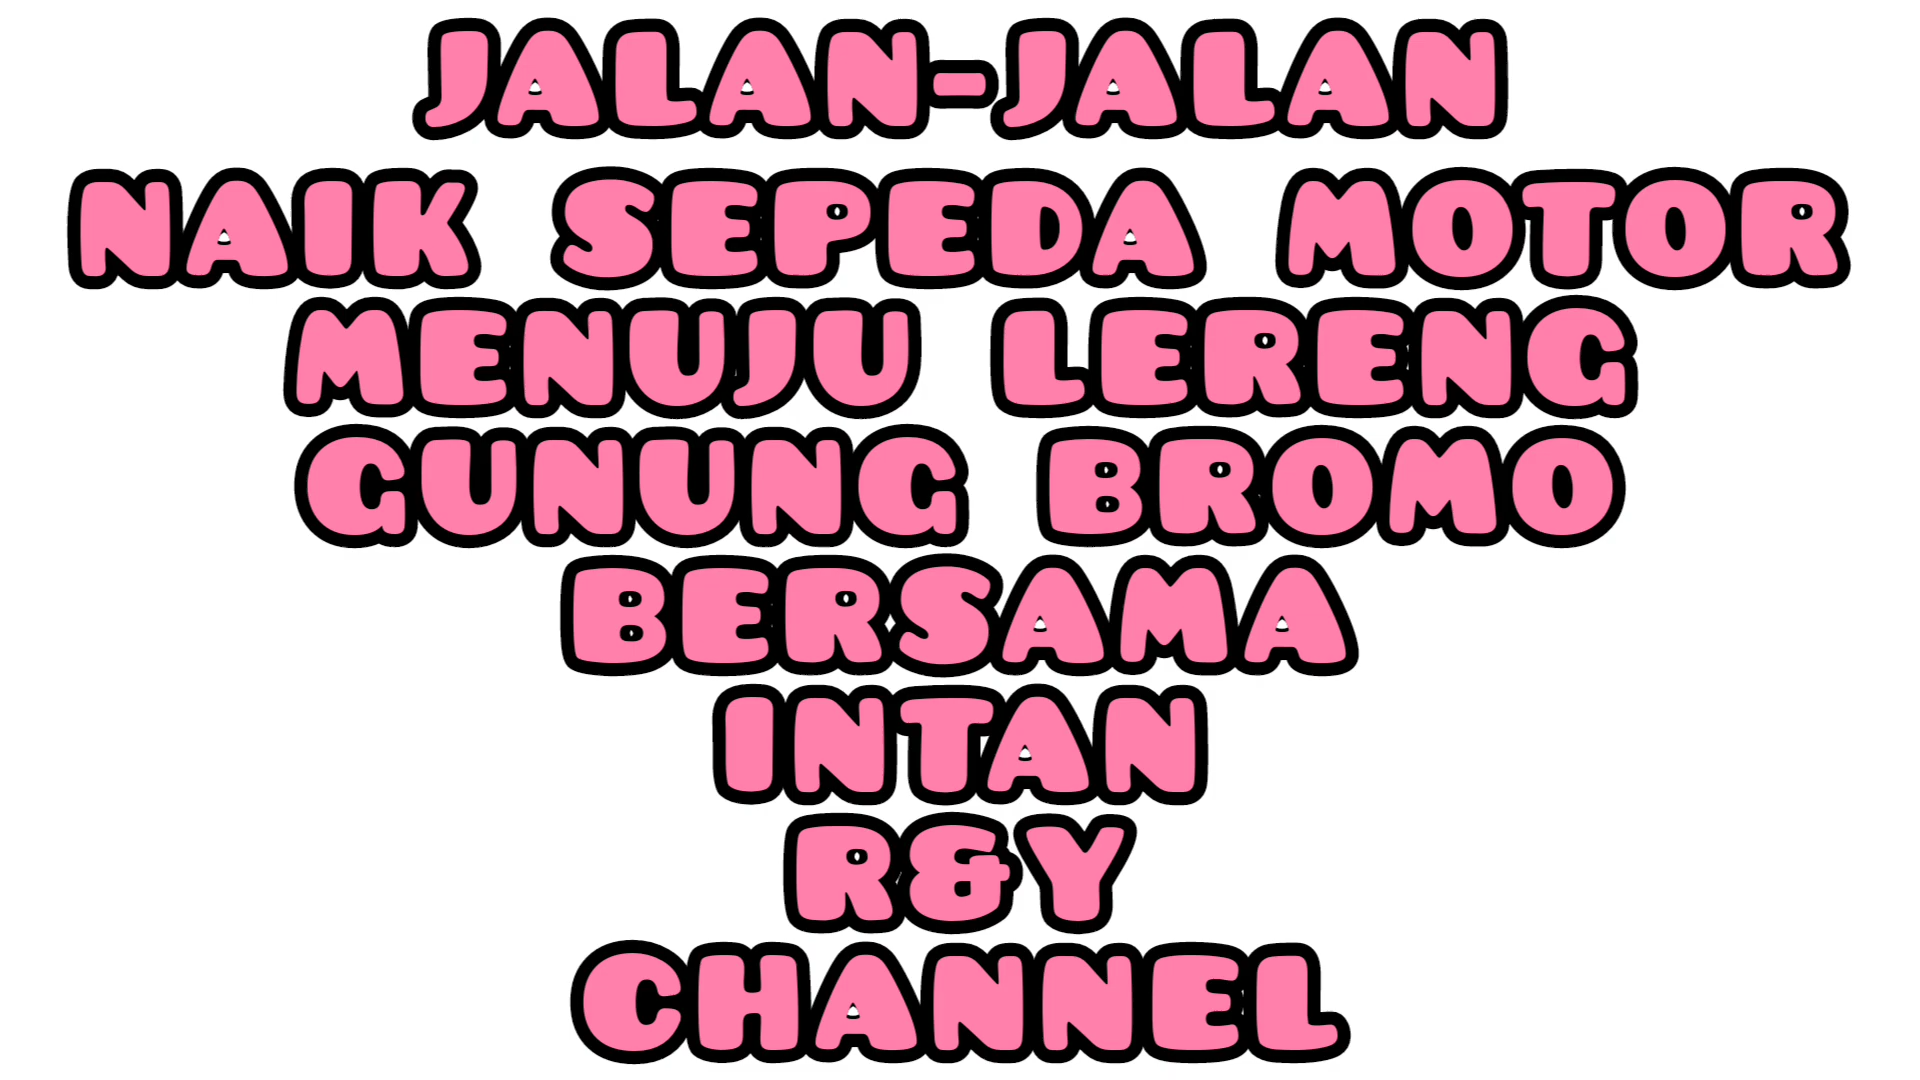 JALAN-JALAN
NAIK SEPEDA MOTOR
MENUJU LERENG
GUNUNG BROMO
BERSAMA
INTAN
R&Y
CHANNEL